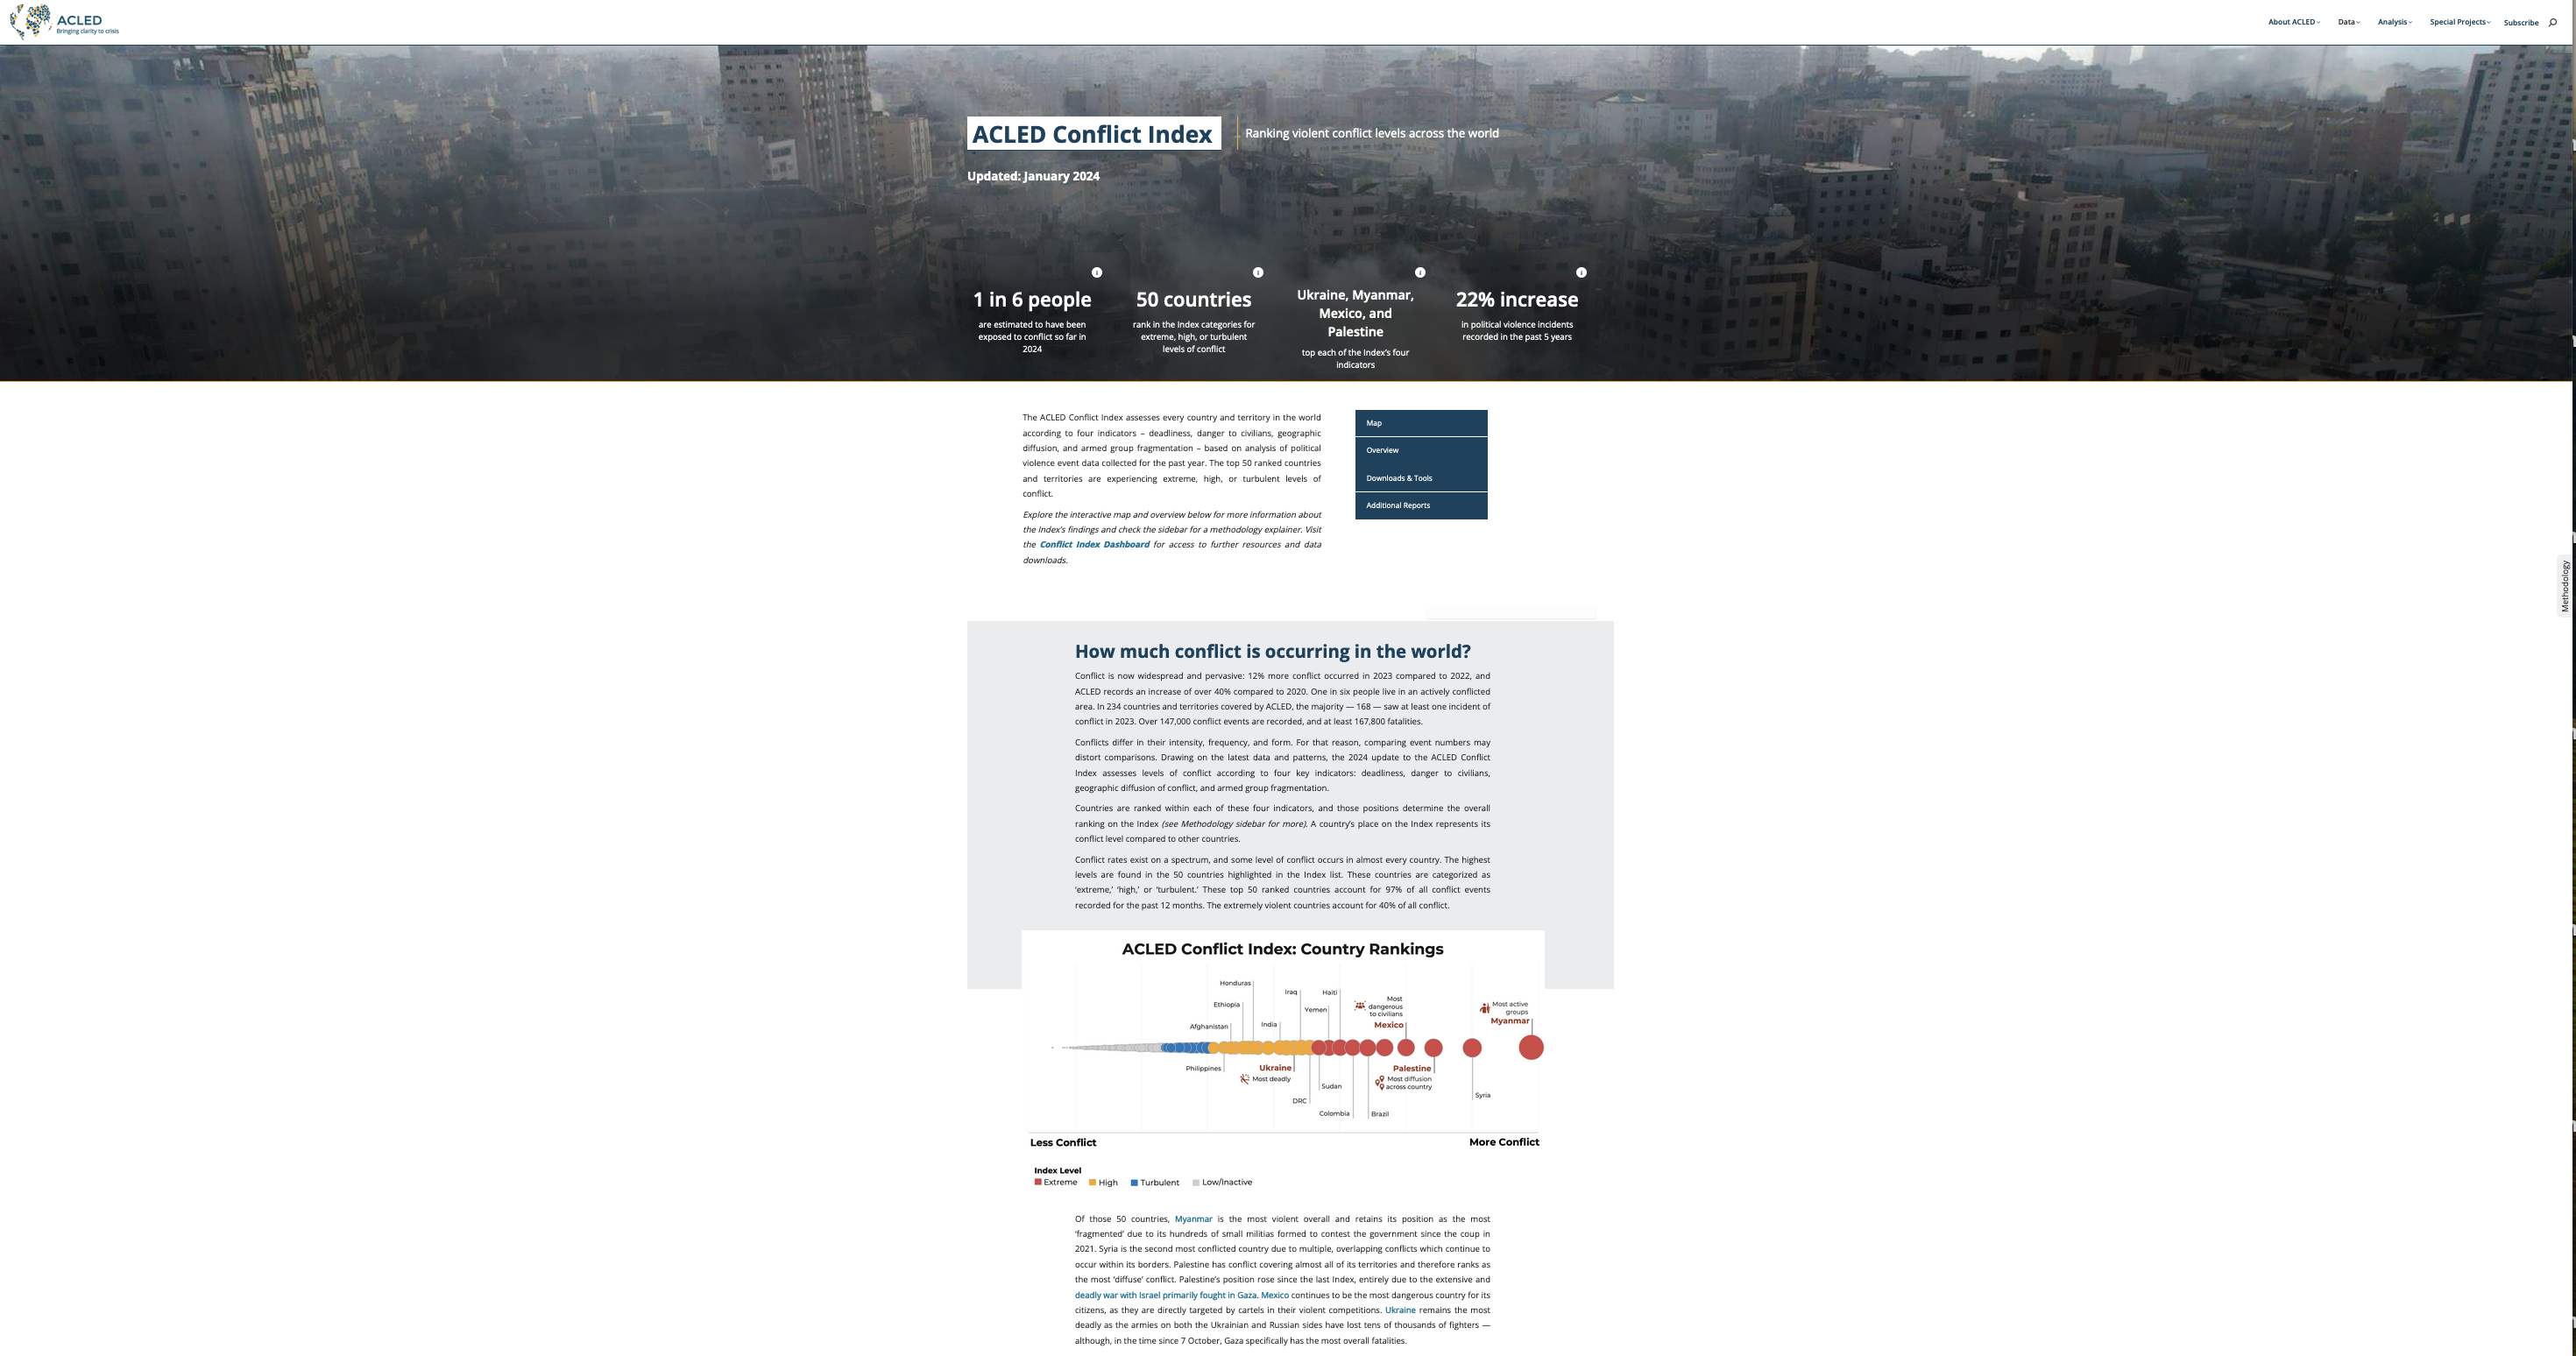 ACLED
Bringing clarity to crisis
About ACLED
Data
Analysis
Special Projects
Subscribe
ACLED Conflict Index
Ranking violent conflict levels across the world
Updated: January 2024
1 in 6 people
are estimated to have been
exposed to conflict so far in
2024
50 countries
rank in the Index categories for
extreme, high, or turbulent
levels of conflict
Ukraine, Myanmar,
Mexico, and
Palestine
top each of the Index's four
indicators
22% increase
in political violence incidents
recorded in the past 5 years
The ACLED Conflict Index assesses every country and territory in the world
according to four indicators – deadliness, danger to civilians, geographic
diffusion, and armed group fragmentation – based on analysis of political
violence event data collected for the past year. The top 50 ranked countries
and territories are experiencing extreme, high, or turbulent levels of
conflict.
Explore the interactive map and overview below for more information about
the Index's findings and check the sidebar for a methodology explainer. Visit
the Conflict Index Dashboard for access to further resources and data
downloads.
Map
Overview
Downloads & Tools
Additional Reports
Methodology
How much conflict is occurring in the world?
Conflict is now widespread and pervasive: 12% more conflict occurred in 2023 compared to 2022, and
ACLED records an increase of over 40% compared to 2020. One in six people live in an actively conflicted
area. In 234 countries and territories covered by ACLED, the majority — 168 — saw at least one incident of
conflict in 2023. Over 147,000 conflict events are recorded, and at least 167,800 fatalities.
Conflicts differ in their intensity, frequency, and form. For that reason, comparing event numbers may
distort comparisons. Drawing on the latest data and patterns, the 2024 update to the ACLED Conflict
Index assesses levels of conflict according to four key indicators: deadliness, danger to civilians,
geographic diffusion of conflict, and armed group fragmentation.
Countries are ranked within each of these four indicators, and those positions determine the overall
ranking on the Index (see Methodology sidebar for more). A country's place on the Index represents its
conflict level compared to other countries.
Conflict rates exist on a spectrum, and some level of conflict occurs in almost every country. The highest
levels are found in the 50 countries highlighted in the Index list. These countries are categorized as
'extreme,' 'high,' or 'turbulent.' These top 50 ranked countries account for 97% of all conflict events
recorded for the past 12 months. The extremely violent countries account for 40% of all conflict.
ACLED Conflict Index: Country Rankings
Honduras
Ethiopia
Afghanistan
India
Iraq
Yemen
Haiti
Most
dangerous
to civilians
Mexico
Most active
groups
Myanmar
Philippines
Ukraine
Most deadly
DRC
Sudan
Colombia
Brazil
Palestine
Most diffusion
across country
Syria
Less Conflict
More Conflict
Index Level
Extreme
High
Turbulent
Low/Inactive
Of those 50 countries, Myanmar is the most violent overall and retains its position as the most
'fragmented' due to its hundreds of small militias formed to contest the government since the coup in
2021. Syria is the second most conflicted country due to multiple, overlapping conflicts which continue to
occur within its borders. Palestine has conflict covering almost all of its territories and therefore ranks as
the most 'diffuse' conflict. Palestine's position rose since the last Index, entirely due to the extensive and
deadly war with Israel primarily fought in Gaza. Mexico continues to be the most dangerous country for its
citizens, as they are directly targeted by cartels in their violent competitions. Ukraine remains the most
deadly as the armies on both the Ukrainian and Russian sides have lost tens of thousands of fighters —
although, in the time since 7 October, Gaza specifically has the most overall fatalities.